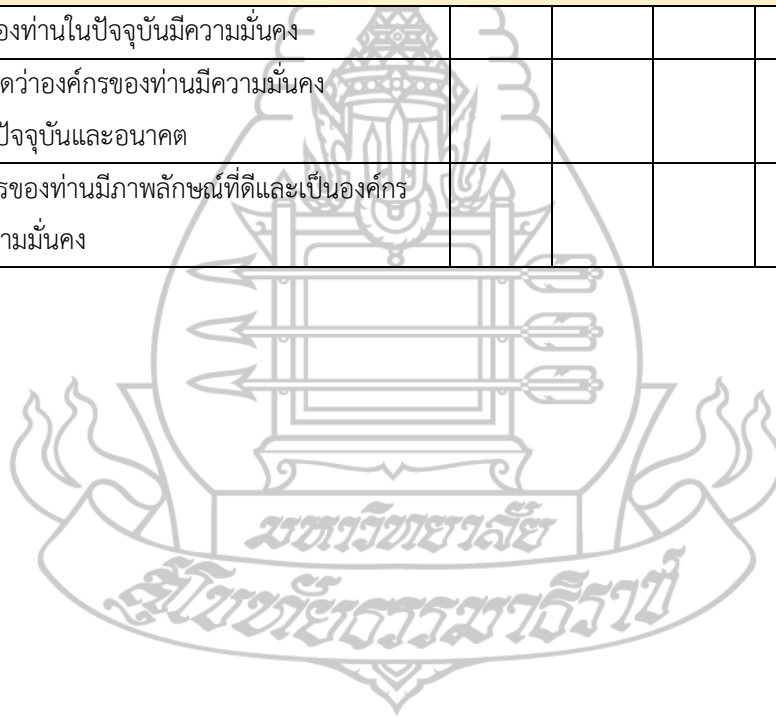 องท่านในปัจจุบันมีความมั่นคง
ดว่าองค์กรของท่านมีความมั่นคง
ปัจจุบันและอนาคต
รของท่านมีภาพลักษณ์ที่ดีและเป็นองค์กร
ามมั่นคง
มหาวิทยาลัย
สุโขทัยธรรมาธิราช